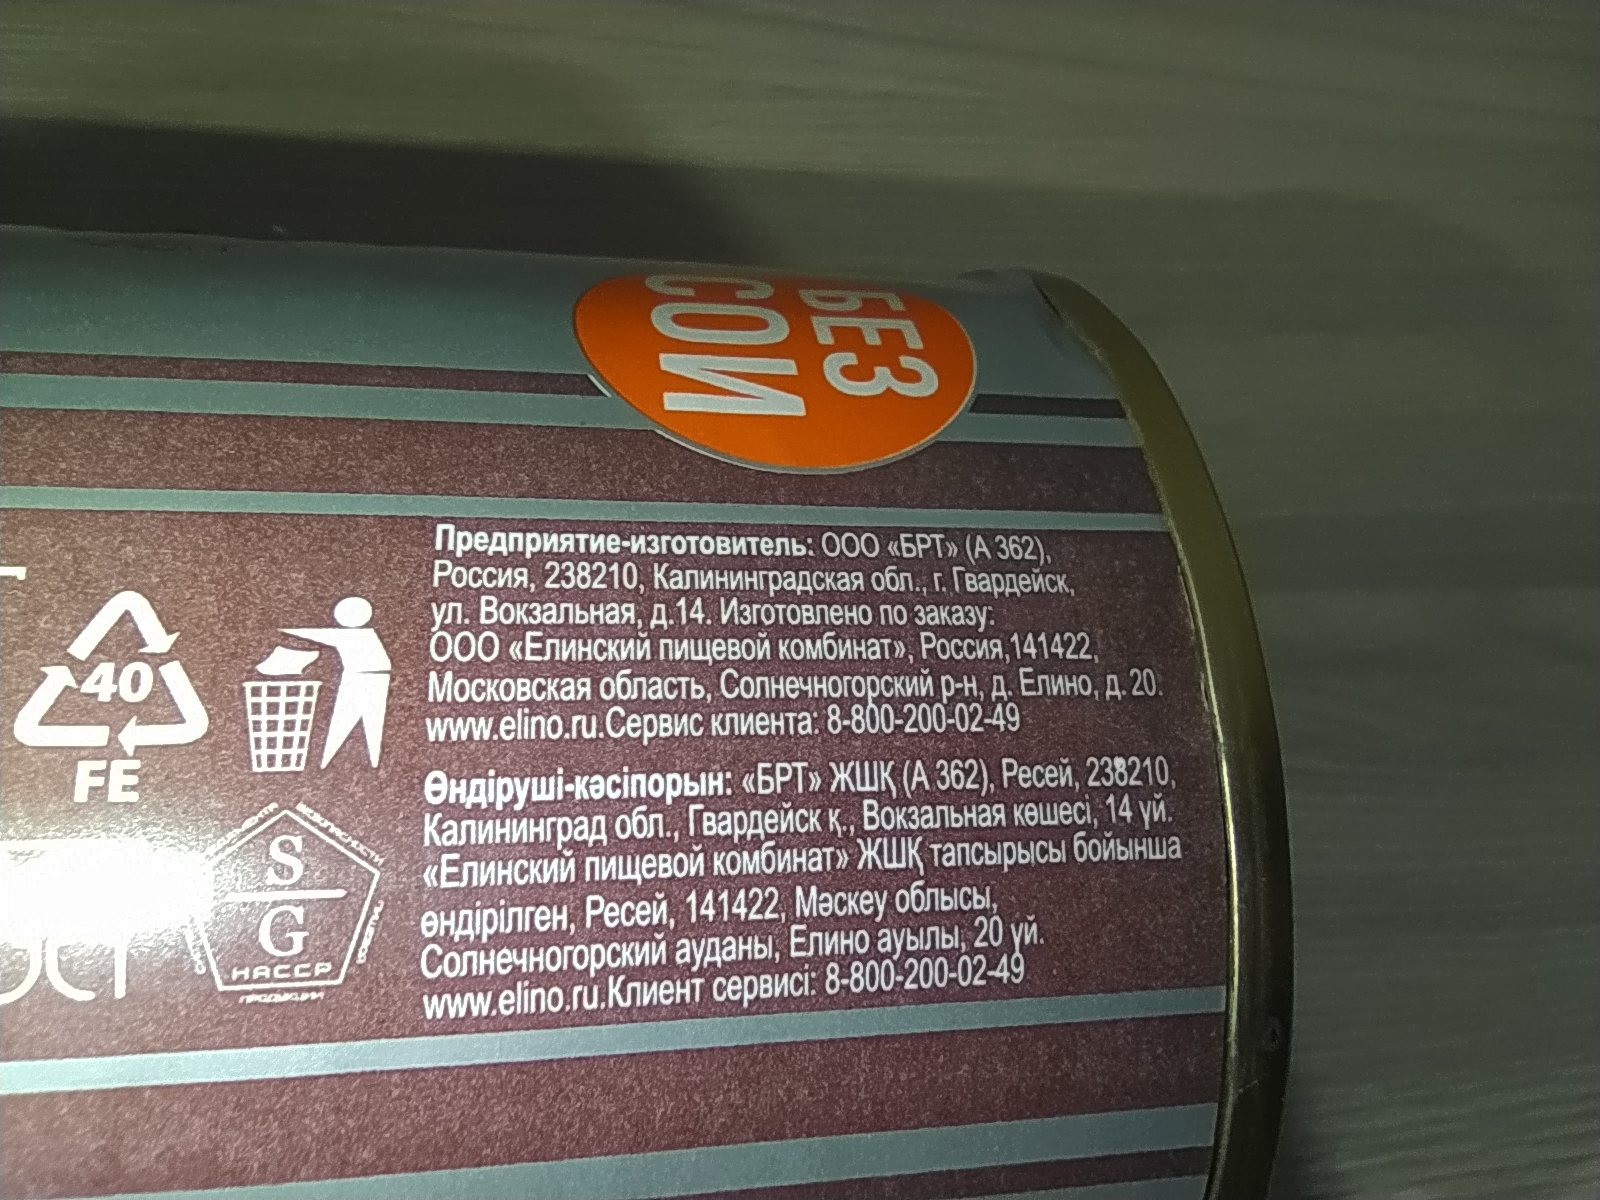 БЕЗ
СОИ
Предприятие-изготовитель: ООО «БРТ» (А 362),
Россия, 238210, Калининградская обл., г. Гвардейск,
ул. Вокзальная, д.14. Изготовлено по заказу:
ООО «Елинский пищевой комбинат», Россия,141422,
Московская область, Солнечногорский р-н, д. Елино, д. 20.
www.elino.ru.Сервис клиента: 8-800-200-02-49
Өндіруші-кәсіпорын: «БРТ» ЖШҚ (А 362), Ресей, 238210,
Калининград обл., Гвардейск қ., Вокзальная көшесі, 14 үй.
«Елинский пищевой комбинат» ЖШҚ тапсырысы бойынша
өндірілген, Ресей, 141422, Мәскеу облысы,
Солнечногорский ауданы, Елино ауылы, 20 үй.
www.elino.ru.Клиент сервисі: 8-800-200-02-49
40
FE
S
G
HACCP
продукции